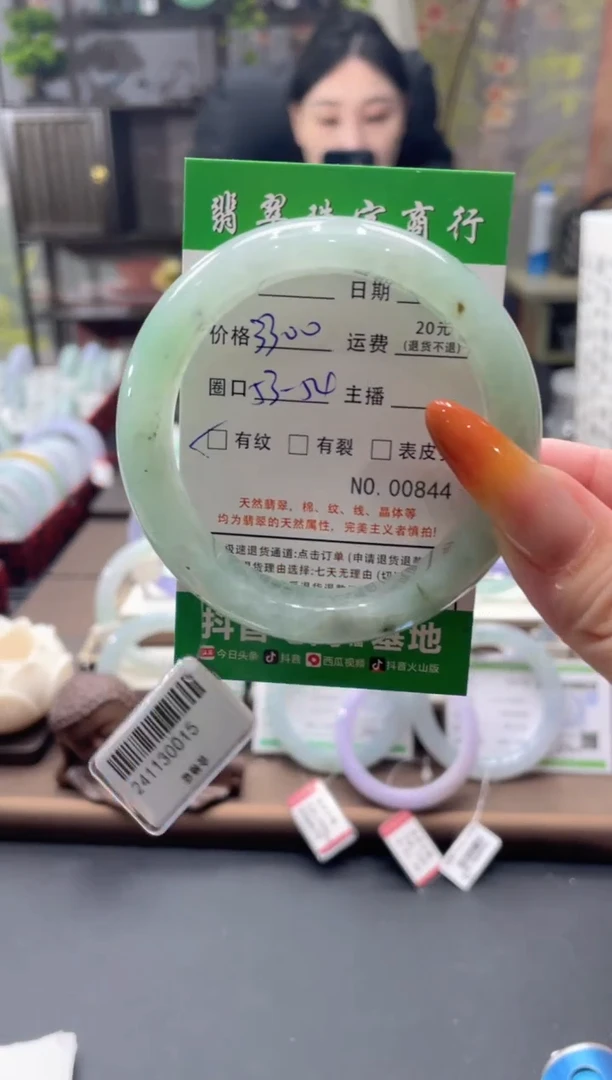 翡翠珠宝商行
日期
价格 3300 运费 20元 (退货不退)
圈口 53-54 主播
有纹 有裂 表皮
NO. 00844
天然翡翠，棉、纹、线、晶体等
均为翡翠的天然属性，完美主义者慎拍!
极速退货通道:点击订单 (申请退货退款
货理由选择:七天无理由 (切
抖音 基地
今日头条 抖音 西瓜视频 抖音火山版
241130015